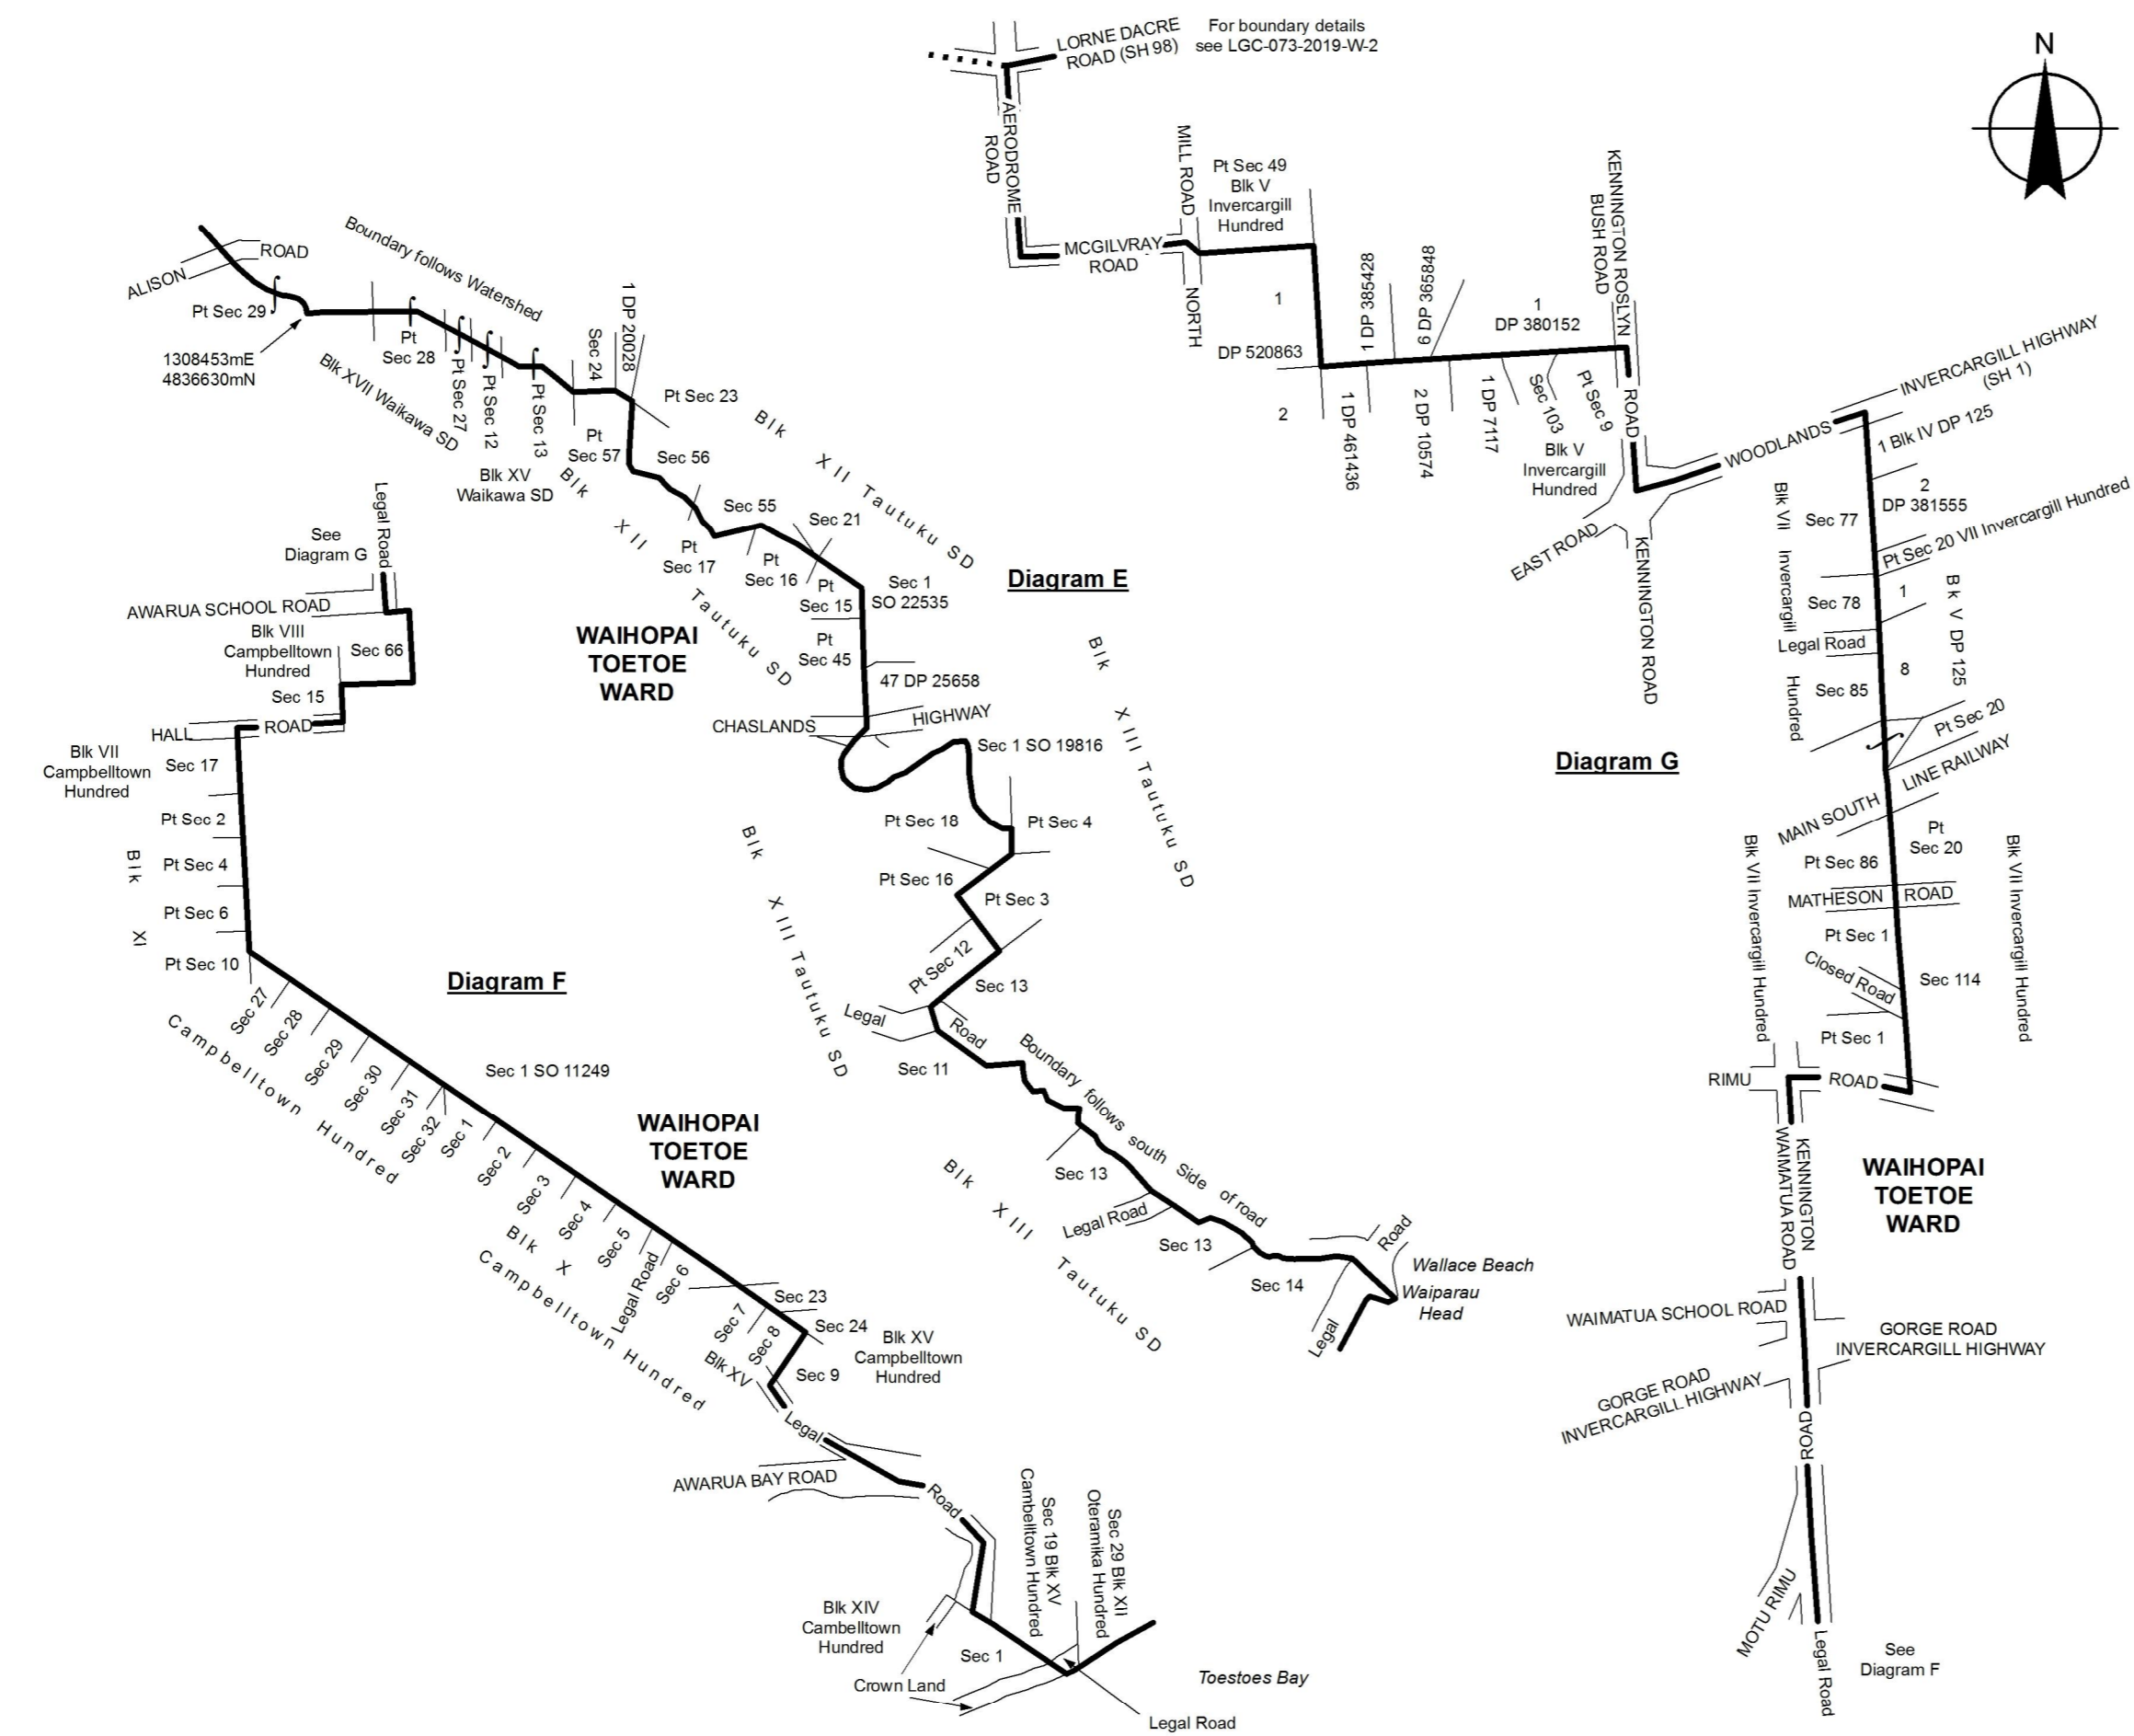 LORNE DACRE
ROAD (SH 98)
For boundary details
see LGC-073-2019-W-2
N
AERODROME
ROAD
MCGILVRAY
ROAD
MILL ROAD
NORTH
Pt Sec 49
Blk V
Invercargill
Hundred
1
DP 520863
2
1 DP 385428
6 DP 365848
1
DP 380152
KENNINGTON ROSLYN
BUSH ROAD
ROAD
1 DP 461436
2 DP 10574
1 DP 7117
Sec 103
Pt Sec 9
Blk V
Invercargill
Hundred
EAST ROAD
KENNINGTON ROAD
WOODLANDS
INVERCARGILL HIGHWAY
(SH 1)
1 Blk IV DP 125
2
DP 381555
Pt Sec 20 VII Invercargill Hundred
Blk VII Invercargill Hundred
Sec 77
Sec 78
1
Blk V DP 125
Legal Road
8
Sec 85
Pt Sec 20
MAIN SOUTH
LINE RAILWAY
Pt
Sec 20
Pt Sec 86
MATHESON
ROAD
Pt Sec 1
Closed Road
Sec 114
Pt Sec 1
Blk VII Invercargill Hundred
Blk VII Invercargill Hundred
RIMU
ROAD
KENNINGTON
WAIMATUA ROAD
WAIHOPAI
TOETOE
WARD
WAIMATUA SCHOOL ROAD
GORGE ROAD
INVERCARGILL HIGHWAY
GORGE ROAD
INVERCARGILL HIGHWAY
ROAD
MOTU RIMU
Legal Road
See
Diagram F
Diagram G
ALISON
ROAD
Boundary follows Watershed
Pt Sec 29
1308453mE
4836630mN
Pt
Sec 28
Blk XVII Waikawa SD
Pt Sec 27
Pt Sec 12
Pt Sec 13
Blk XV
Waikawa SD
Sec 24
1 DP 20028
Pt Sec 23
Pt
Sec 57
Sec 56
Blk XII Tautuku SD
Blk XII Tautuku SD
Sec 55
Sec 21
Pt
Sec 17
Pt
Sec 16
Pt
Sec 15
Sec 1
SO 22535
Diagram E
WAIHOPAI
TOETOE
WARD
Pt
Sec 45
47 DP 25658
CHASLANDS
HIGHWAY
Sec 1 SO 19816
Blk XIII Tautuku SD
Pt Sec 18
Pt Sec 4
Pt Sec 16
Pt Sec 3
Pt Sec 12
Sec 13
Blk XIII Tautuku SD
Legal
Road
Sec 11
Boundary follows south Side of road
Sec 13
Legal Road
Sec 13
Sec 14
Blk XIII Tautuku SD
Road
Wallace Beach
Waiparau
Head
Legal
Legal Road
See
Diagram G
AWARUA SCHOOL ROAD
Blk VIII
Campbelltown
Hundred
Sec 66
Sec 15
HALL
ROAD
Blk VII
Campbelltown
Hundred
Sec 17
Pt Sec 2
Pt Sec 4
Pt Sec 6
Pt Sec 10
Blk XI
Campbelltown Hundred
Diagram F
Sec 27
Sec 28
Sec 29
Sec 30
Sec 31
Sec 32
Sec 1
Sec 2
Sec 3
Sec 4
Sec 5
Legal Road
Sec 6
Sec 1 SO 11249
WAIHOPAI
TOETOE
WARD
Blk X
Campbelltown Hundred
Sec 7
Sec 8
Sec 23
Sec 24
Sec 9
Blk XV
Blk XV
Campbelltown
Hundred
Legal
AWARUA BAY ROAD
Road
Sec 19 Blk XV
Cambelltown Hundred
Sec 29 Blk XII
Oteramika Hundred
Blk XIV
Cambelltown
Hundred
Sec 1
Crown Land
Toestoes Bay
Legal Road